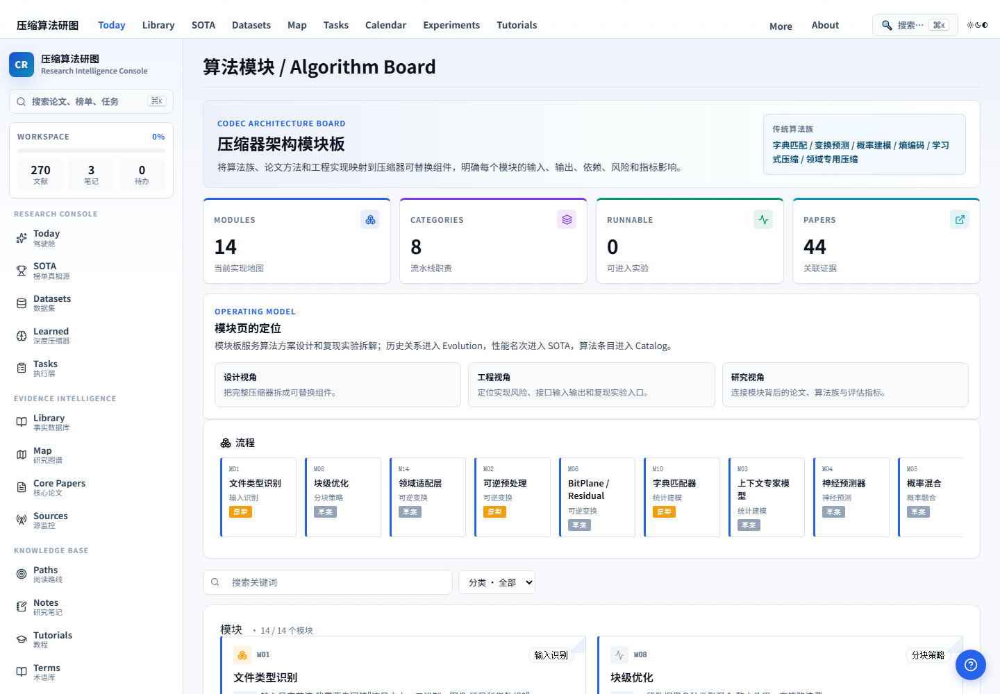 压缩算法研图 Today Library SOTA Datasets Map Tasks Calendar Experiments Tutorials More About 搜索… ⌘K
CR 压缩算法研图
Research Intelligence Console
搜索论文、榜单、任务 ⌘K
WORKSPACE 0%
270 3 0
文献 笔记 待办
RESEARCH CONSOLE
Today
驾驶舱
SOTA
榜单真相源
Datasets
数据集
Learned
深度压缩器
Tasks
执行层
EVIDENCE INTELLIGENCE
Library
事实数据库
Map
研究图谱
Core Papers
核心论文
Sources
源监控
KNOWLEDGE BASE
Paths
阅读路线
Notes
研究笔记
Tutorials
教程
Terms
术语库
算法模块 / Algorithm Board
CODEC ARCHITECTURE BOARD
压缩器架构模块板
将算法族、论文方法和工程实现映射到压缩器可替换组件，明确每个模块的输入、输出、依赖、风险和指标影响。
传统算法族
字典匹配 / 变换预测 / 概率建模 / 熵编码 / 学习
式压缩 / 领域专用压缩
MODULES
14
当前实现地图
CATEGORIES
8
流水线职责
RUNNABLE
0
可进入实验
PAPERS
44
关联证据
OPERATING MODEL
模块页的定位
模块板服务算法方案设计和复现实验拆解；历史关系进入 Evolution，性能名次进入 SOTA，算法条目进入 Catalog。
设计视角
把完整压缩器拆成可替换组件。
工程视角
定位实现风险、接口输入输出和复现实验入口。
研究视角
连接模块背后的论文、算法族与评估指标。
流程
M01
文件类型识别
输入识别
原型
M08
块级优化
分块策略
草案
M14
领域适配层
可逆变换
草案
M02
可逆预处理
可逆变换
原型
M06
BitPlane /
Residual
可逆变换
草案
M10
字典匹配器
统计建模
原型
M03
上下文专家模
型
统计建模
草案
M04
神经预测器
神经预测
草案
M05
概率混合
概率融合
草案
搜索关键词
分类 · 全部
模块 · 14 / 14 个模块
M01 输入识别
文件类型识别
M08 分块策略
块级优化